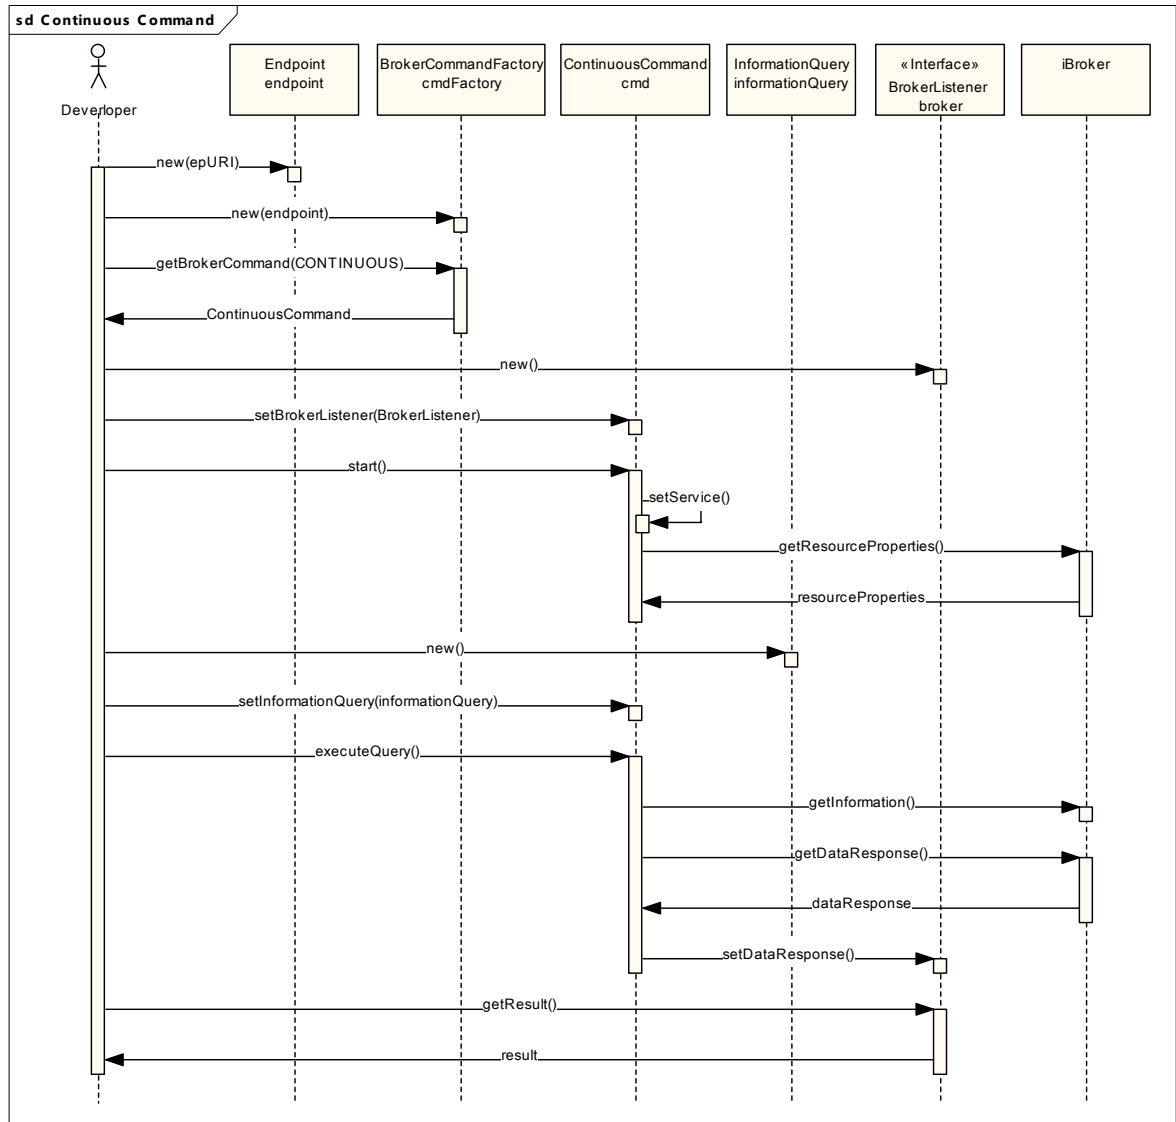 sd Continuous Command
Deverloper
Endpoint
endpoint
BrokerCommandFactory
cmdFactory
ContinuousCommand
cmd
InformationQuery
informationQuery
«Interface»
BrokerListener
broker
iBroker
new(epURI)
new(endpoint)
getBrokerCommand(CONTINUOUS)
ContinuousCommand
new()
setBrokerListener(BrokerListener)
start()
setService()
getResourceProperties()
resourceProperties
new()
setInformationQuery(informationQuery)
executeQuery()
getInformation()
getDataResponse()
dataResponse
setDataResponse()
getResult()
result